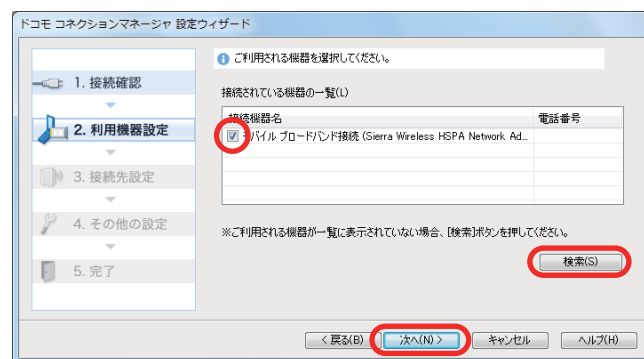 ドコモ コネクションマネージャ 設定ウィザード
ご利用される機器を選択してください。
1. 接続確認
2. 利用機器設定
3. 接続先設定
4. その他の設定
5. 完了
接続されている機器の一覧(L)
接続機器名 電話番号
モバイル ブロードバンド接続 (Sierra Wireless HSPA Network Ad...
※ご利用される機器が一覧に表示されていない場合、[検索]ボタンを押してください。
検索(S)
< 戻る(B) 次へ(N) > キャンセル ヘルプ(H)